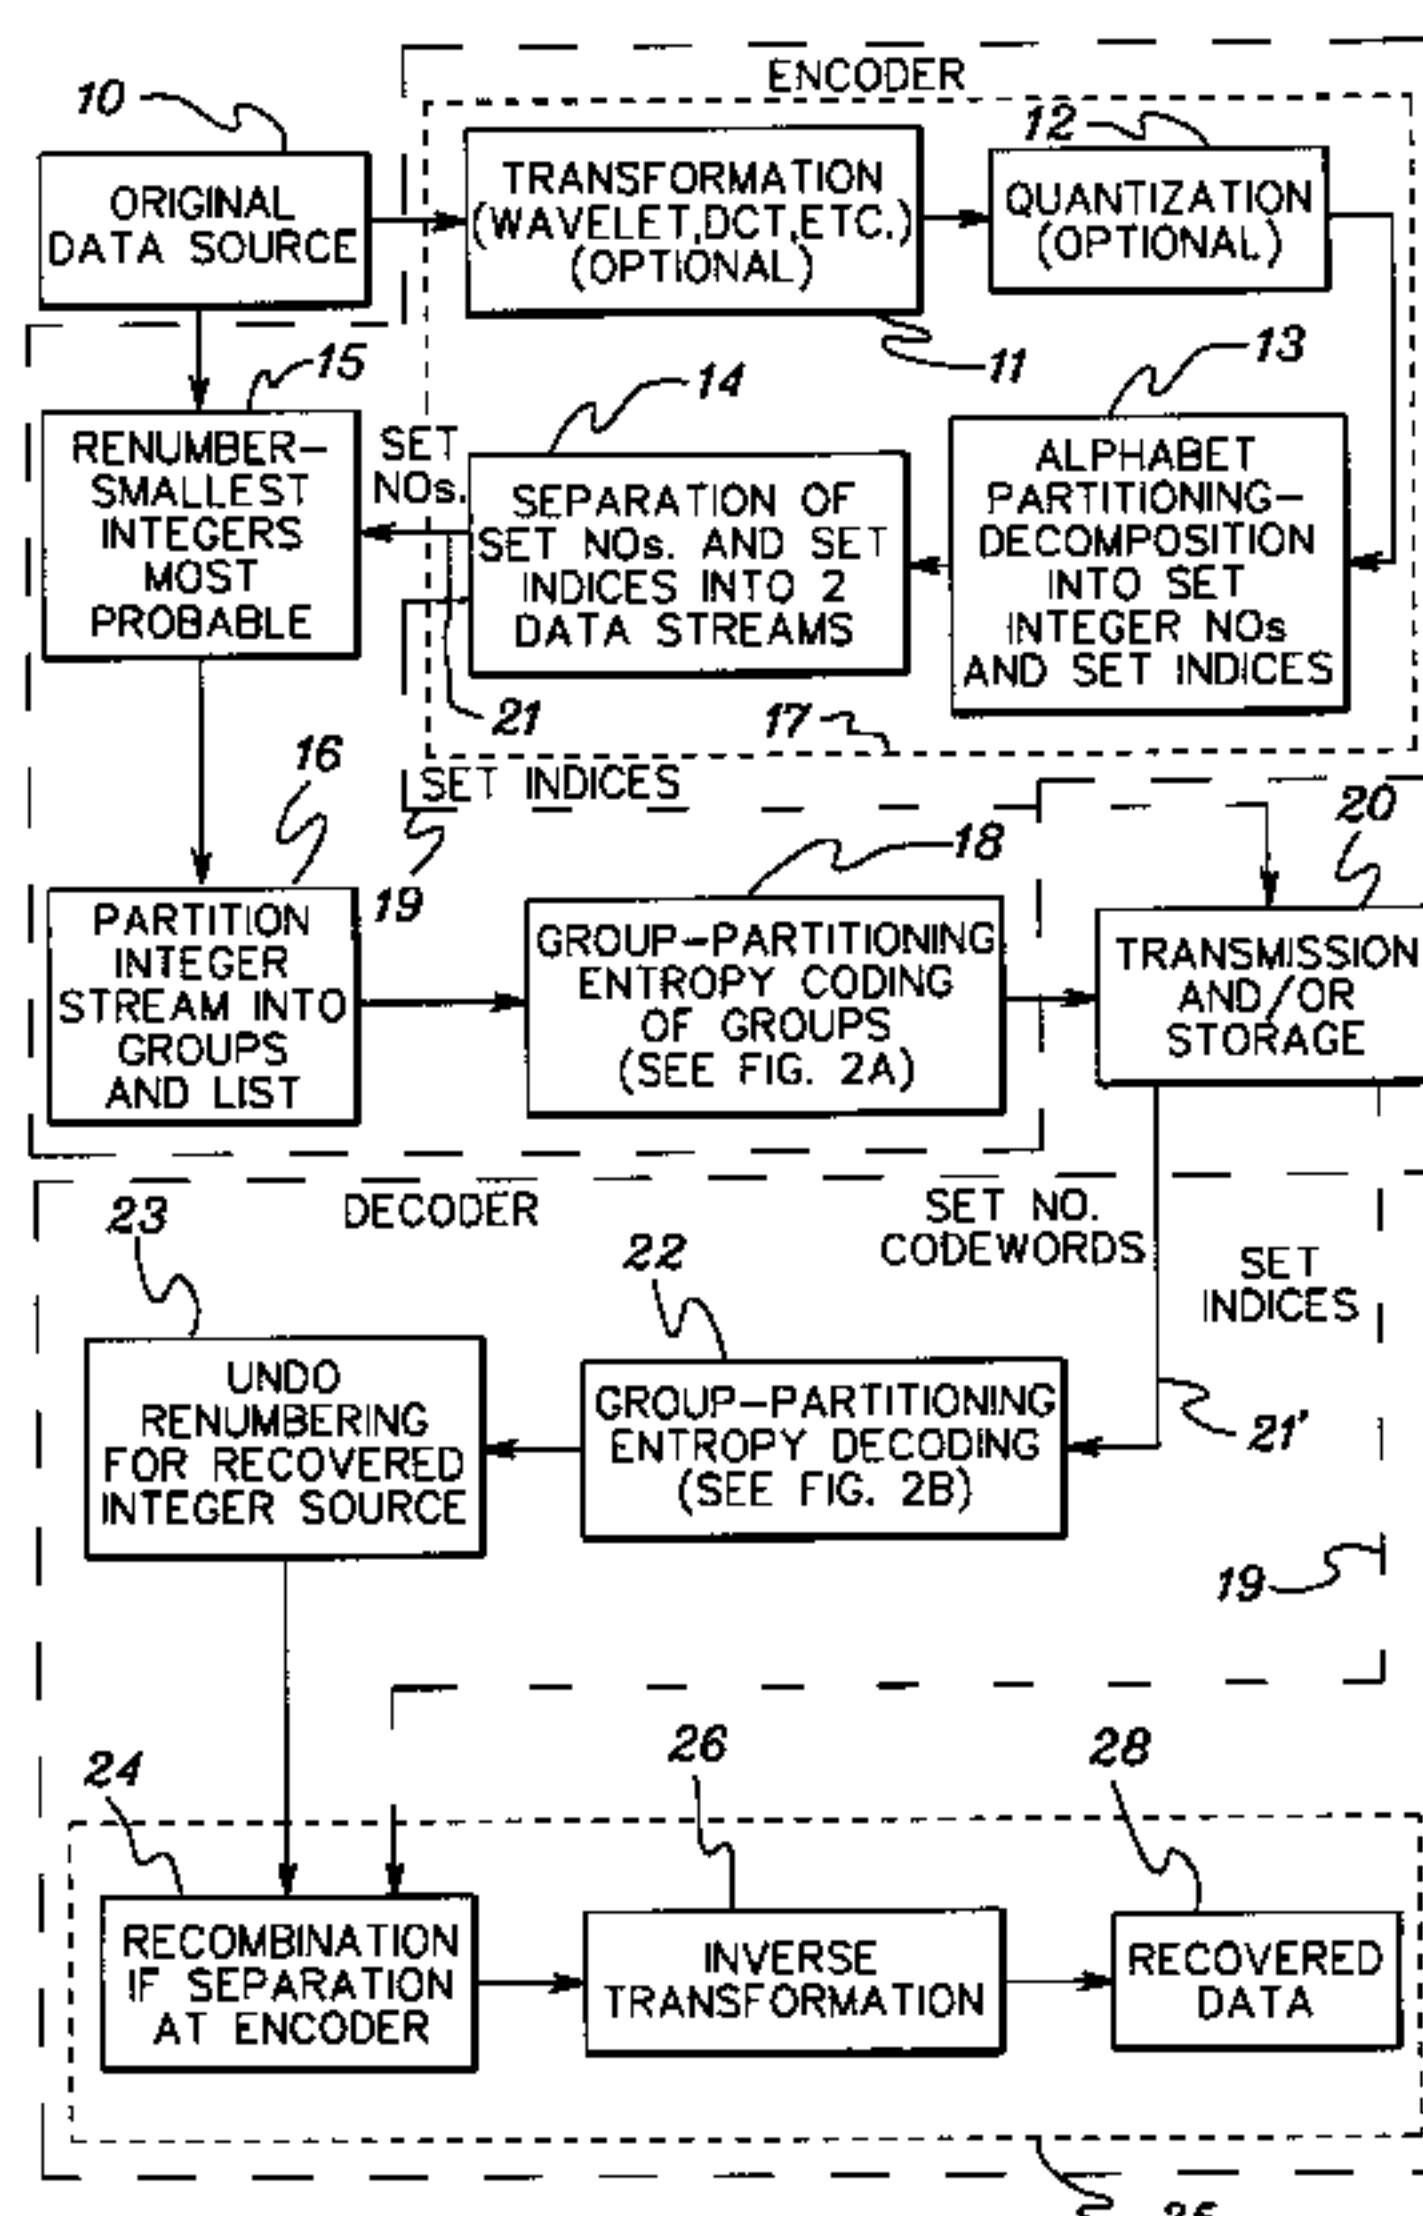 ENCODER
10
12
ORIGINAL
DATA SOURCE
TRANSFORMATION
(WAVELET,DCT,ETC.)
(OPTIONAL)
QUANTIZATION
(OPTIONAL)
11
13
14
15
RENUMBER-
SMALLEST
INTEGERS
MOST
PROBABLE
SET
NOs.
SEPARATION OF
SET NOs. AND SET
INDICES INTO 2
DATA STREAMS
ALPHABET
PARTITIONING-
DECOMPOSITION
INTO SET
INTEGER NOs
AND SET INDICES
21
17
16
SET INDICES
20
18
19
PARTITION
INTEGER
STREAM INTO
GROUPS
AND LIST
GROUP-PARTITIONING
ENTROPY CODING
OF GROUPS
(SEE FIG. 2A)
TRANSMISSION
AND/OR
STORAGE
DECODER
23
22
SET NO.
CODEWORDS
SET
INDICES
UNDO
RENUMBERING
FOR RECOVERED
INTEGER SOURCE
GROUP-PARTITIONING
ENTROPY DECODING
(SEE FIG. 2B)
21'
19
24
26
28
RECOMBINATION
IF SEPARATION
AT ENCODER
INVERSE
TRANSFORMATION
RECOVERED
DATA